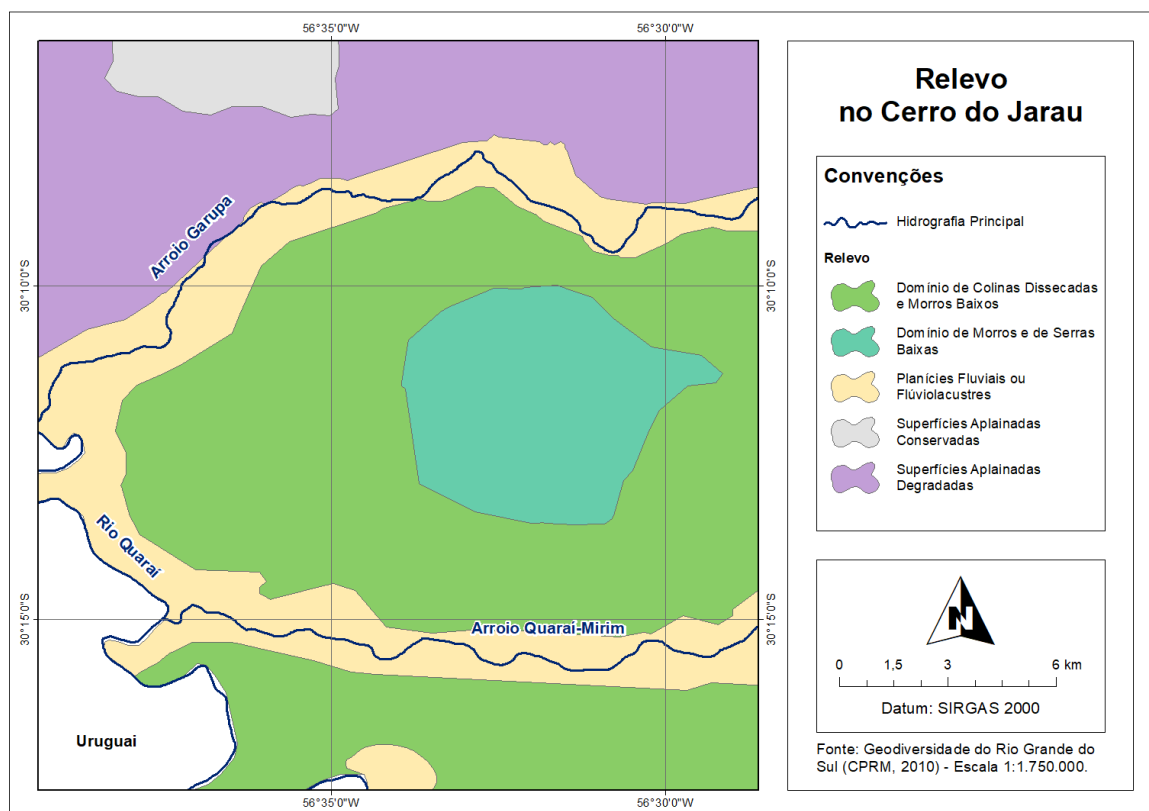 56°35'0"W
56°30'0"W
Relevo
no Cerro do Jarau
Convenções
Hidrografia Principal
Relevo
Domínio de Colinas Dissecadas
e Morros Baixos
Domínio de Morros e de Serras
Baixas
Planícies Fluviais ou
Flúviolacustres
Superfícies Aplainadas
Conservadas
Superfícies Aplainadas
Degradadas
Arroio Garupa
30°10'0"S
30°10'0"S
Rio Quaraí
Arroio Quaraí-Mirim
30°15'0"S
30°15'0"S
Uruguai
N
0 1,5 3 6 km
Datum: SIRGAS 2000
Fonte: Geodiversidade do Rio Grande do
Sul (CPRM, 2010) - Escala 1:1.750.000.
56°35'0"W
56°30'0"W